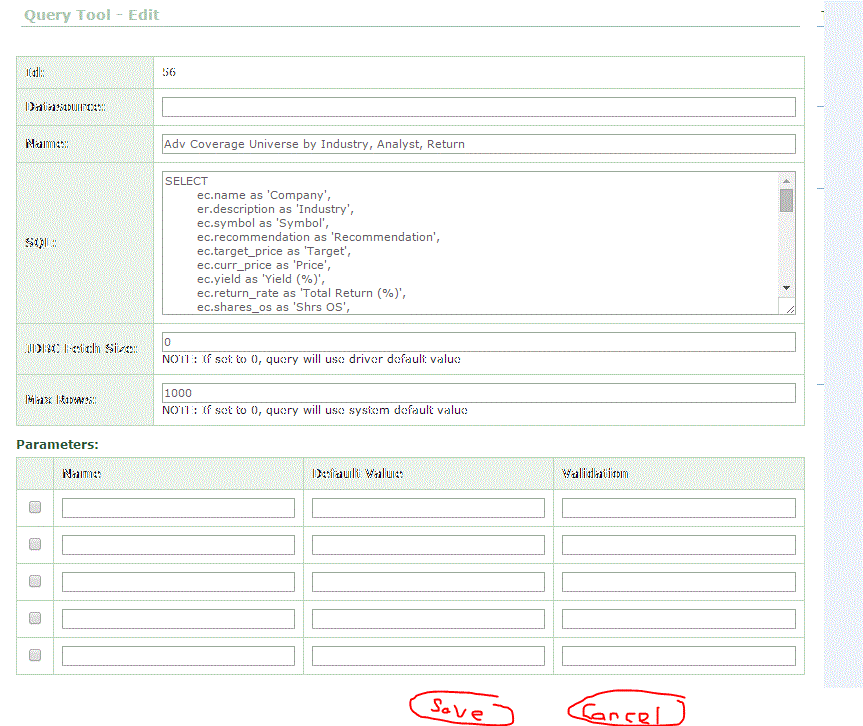 Query Tool - Edit
Id: 56
Datasource:
Name: Adv Coverage Universe by Industry, Analyst, Return
SQL:
SELECT
ec.name as 'Company',
er.description as 'Industry',
ec.symbol as 'Symbol',
ec.recommendation as 'Recommendation',
ec.target_price as 'Target',
ec.curr_price as 'Price',
ec.yield as 'Yield (%)',
ec.return_rate as 'Total Return (%)',
ec.shares_os as 'Shrs OS',
JDBC Fetch Size: 0
NOTE: If set to 0, query will use driver default value
Max Rows: 1000
NOTE: If set to 0, query will use system default value
Parameters:
Name Default Value Validation
Save Cancel